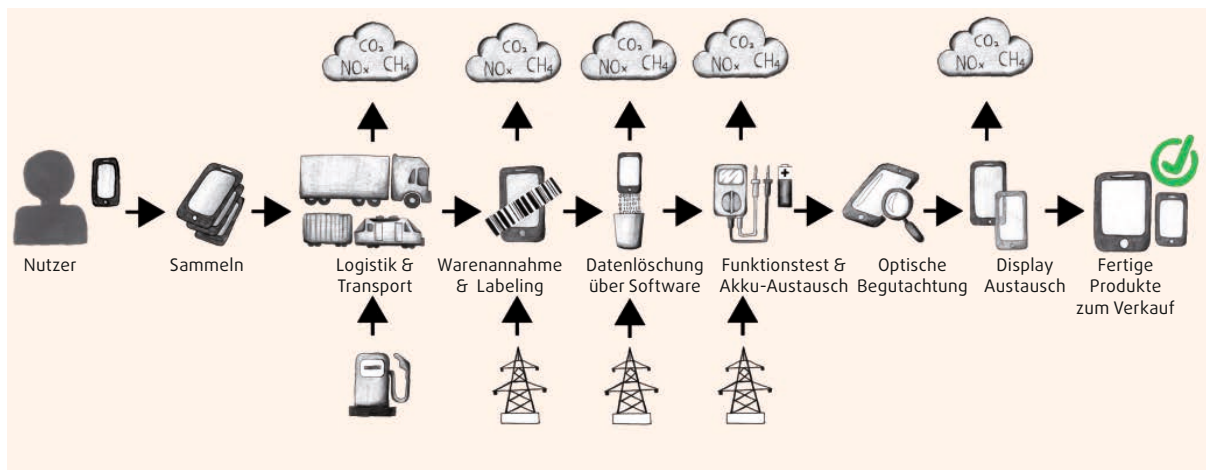 CO₂
NOₓ CH₄
CO₂
NOₓ CH₄
CO₂
NOₓ CH₄
CO₂
NOₓ CH₄
CO₂
NOₓ CH₄
Nutzer
Sammeln
Logistik &
Transport
Warenannahme
& Labeling
Datenlöschung
über Software
Funktionstest &
Akku-Austausch
Optische
Begutachtung
Display
Austausch
Fertige
Produkte
zum Verkauf